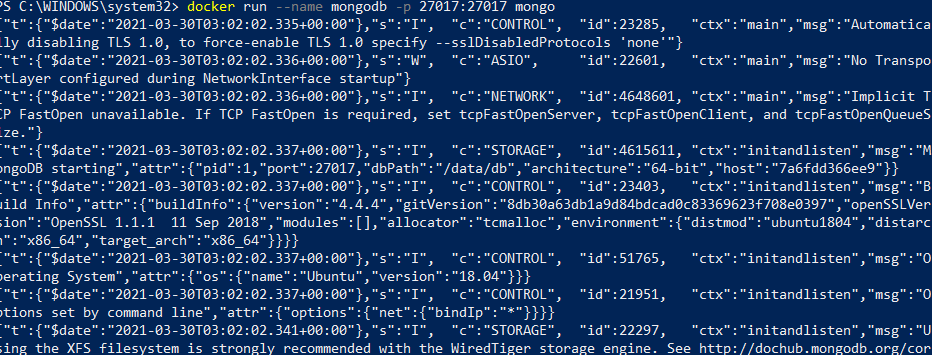 PS C:\WINDOWS\system32> docker run --name mongodb -p 27017:27017 mongo
{"t":{"$date":"2021-03-30T03:02:02.335+00:00"},"s":"I",  "c":"CONTROL",  "id":23285,   "ctx":"main","msg":"Automatica
lly disabling TLS 1.0, to force-enable TLS 1.0 specify --sslDisabledProtocols 'none'"}
{"t":{"$date":"2021-03-30T03:02:02.336+00:00"},"s":"W",  "c":"ASIO",     "id":22601,   "ctx":"main","msg":"No Transpo
rtLayer configured during NetworkInterface startup"}
{"t":{"$date":"2021-03-30T03:02:02.336+00:00"},"s":"I",  "c":"NETWORK",  "id":4648601, "ctx":"main","msg":"Implicit T
CP FastOpen unavailable. If TCP FastOpen is required, set tcpFastOpenServer, tcpFastOpenClient, and tcpFastOpenQueueS
ize."}
{"t":{"$date":"2021-03-30T03:02:02.337+00:00"},"s":"I",  "c":"STORAGE",  "id":4615611, "ctx":"initandlisten","msg":"M
ongoDB starting","attr":{"pid":1,"port":27017,"dbPath":"/data/db","architecture":"64-bit","host":"7a6fdd366ee9"}}
{"t":{"$date":"2021-03-30T03:02:02.337+00:00"},"s":"I",  "c":"CONTROL",  "id":23403,   "ctx":"initandlisten","msg":"B
uild Info","attr":{"buildInfo":{"version":"4.4.4","gitVersion":"8db30a63db1a9d84bdcad0c83369623f708e0397","openSSLVer
sion":"OpenSSL 1.1.1  11 Sep 2018","modules":[],"allocator":"tcmalloc","environment":{"distmod":"ubuntu1804","distarc
h":"x86_64","target_arch":"x86_64"}}}}
{"t":{"$date":"2021-03-30T03:02:02.337+00:00"},"s":"I",  "c":"CONTROL",  "id":51765,   "ctx":"initandlisten","msg":"O
perating System","attr":{"os":{"name":"Ubuntu","version":"18.04"}}}
{"t":{"$date":"2021-03-30T03:02:02.337+00:00"},"s":"I",  "c":"CONTROL",  "id":21951,   "ctx":"initandlisten","msg":"O
ptions set by command line","attr":{"options":{"net":{"bindIp":"*"}}}}
{"t":{"$date":"2021-03-30T03:02:02.341+00:00"},"s":"I",  "c":"STORAGE",  "id":22297,   "ctx":"initandlisten","msg":"U
sing the XFS filesystem is strongly recommended with the WiredTiger storage engine. See http://dochub.mongodb.org/cor